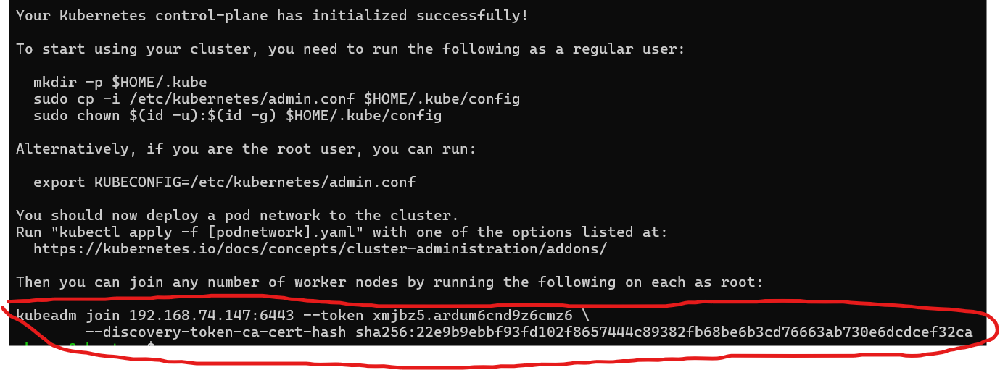 Your Kubernetes control-plane has initialized successfully!
To start using your cluster, you need to run the following as a regular user:
mkdir -p $HOME/.kube
sudo cp -i /etc/kubernetes/admin.conf $HOME/.kube/config
sudo chown $(id -u):$(id -g) $HOME/.kube/config
Alternatively, if you are the root user, you can run:
export KUBECONFIG=/etc/kubernetes/admin.conf
You should now deploy a pod network to the cluster.
Run "kubectl apply -f [podnetwork].yaml" with one of the options listed at:
https://kubernetes.io/docs/concepts/cluster-administration/addons/
Then you can join any number of worker nodes by running the following on each as root:
kubeadm join 192.168.74.147:6443 --token xmjbz5.ardum6cnd9z6cmz6 \
--discovery-token-ca-cert-hash sha256:22e9b9ebbf93fd102f8657444c89382fb68be6b3cd76663ab730e6dcdcef32ca